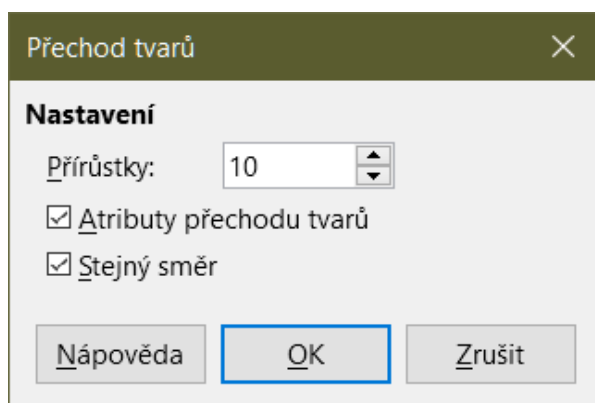 Přechod tvarů
Nastavení
Přírůstky: 10
Atributy přechodu tvarů
Stejný směr
Nápověda OK Zrušit